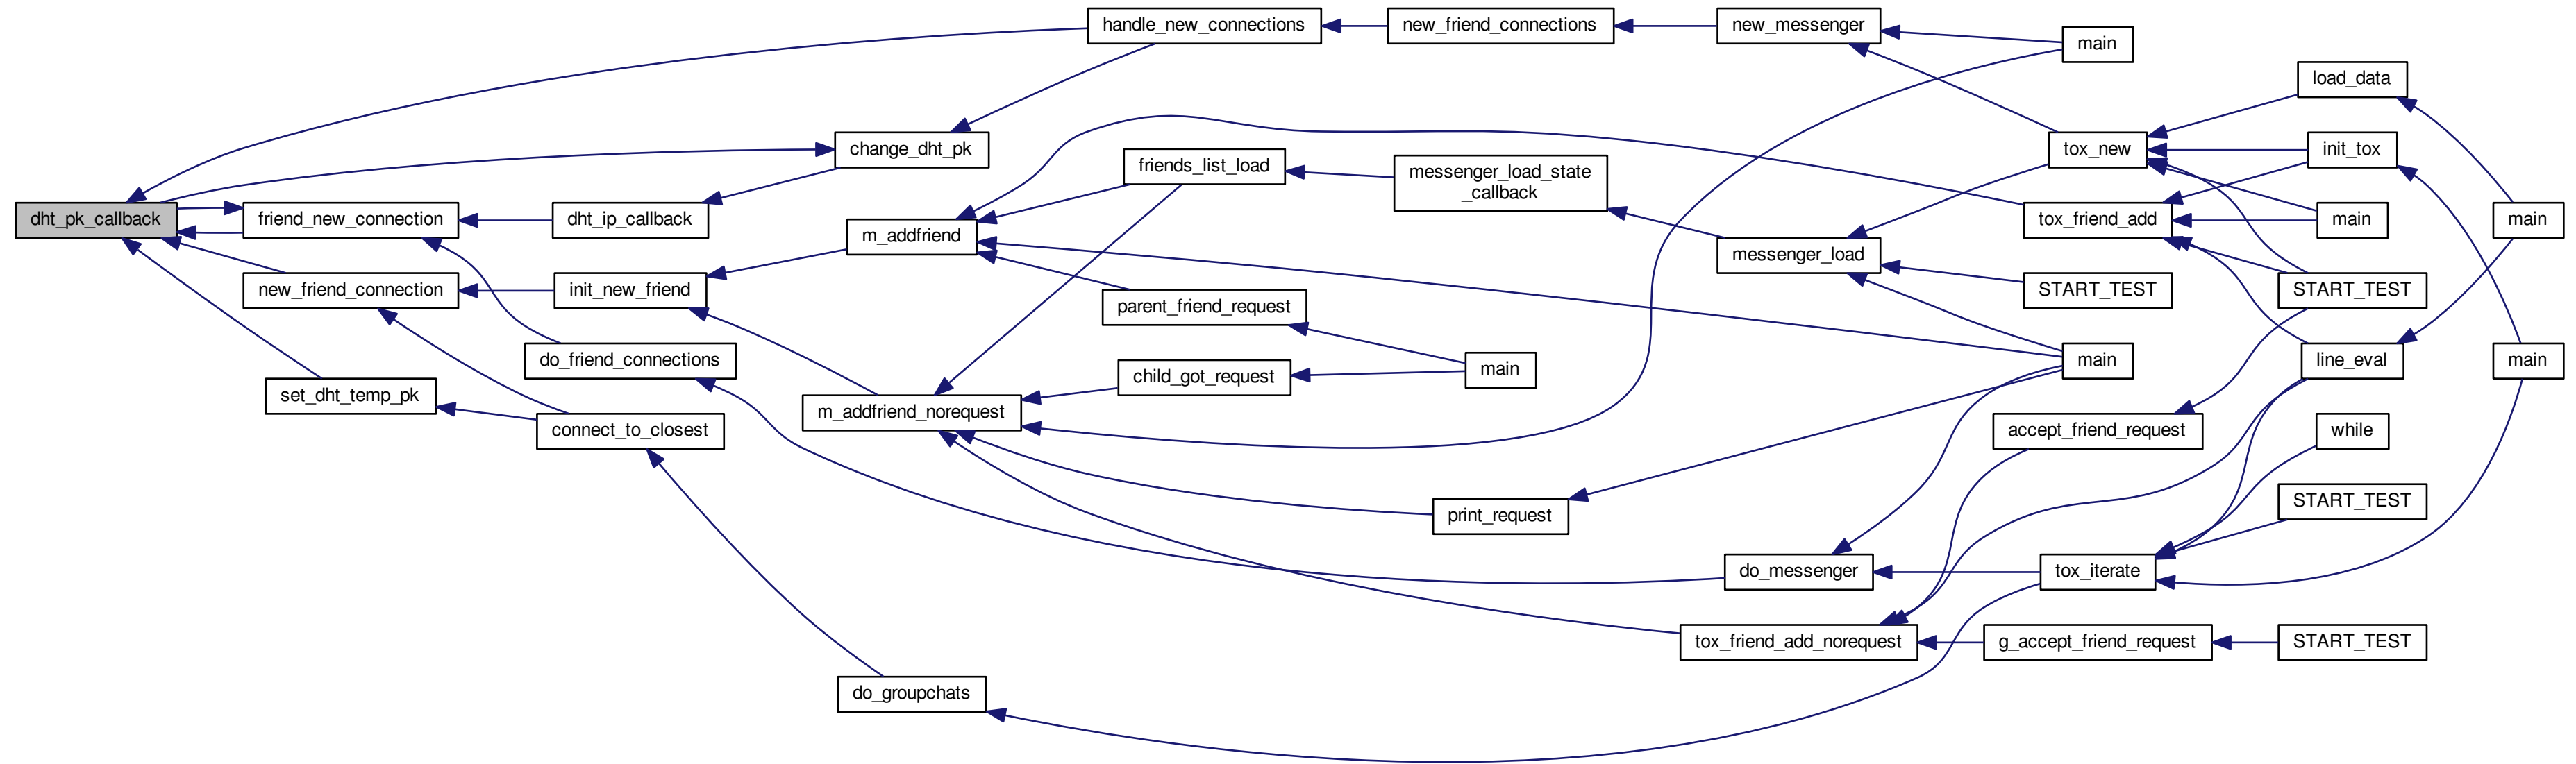 handle_new_connections
new_friend_connections
new_messenger
main
load_data
change_dht_pk
tox_new
init_tox
friends_list_load
messenger_load_state
_callback
dht_pk_callback
friend_new_connection
dht_ip_callback
m_addfriend
tox_friend_add
main
main
messenger_load
new_friend_connection
init_new_friend
parent_friend_request
START_TEST
START_TEST
do_friend_connections
main
child_got_request
main
line_eval
main
set_dht_temp_pk
m_addfriend_norequest
connect_to_closest
accept_friend_request
while
print_request
START_TEST
do_messenger
tox_iterate
tox_friend_add_norequest
g_accept_friend_request
START_TEST
do_groupchats